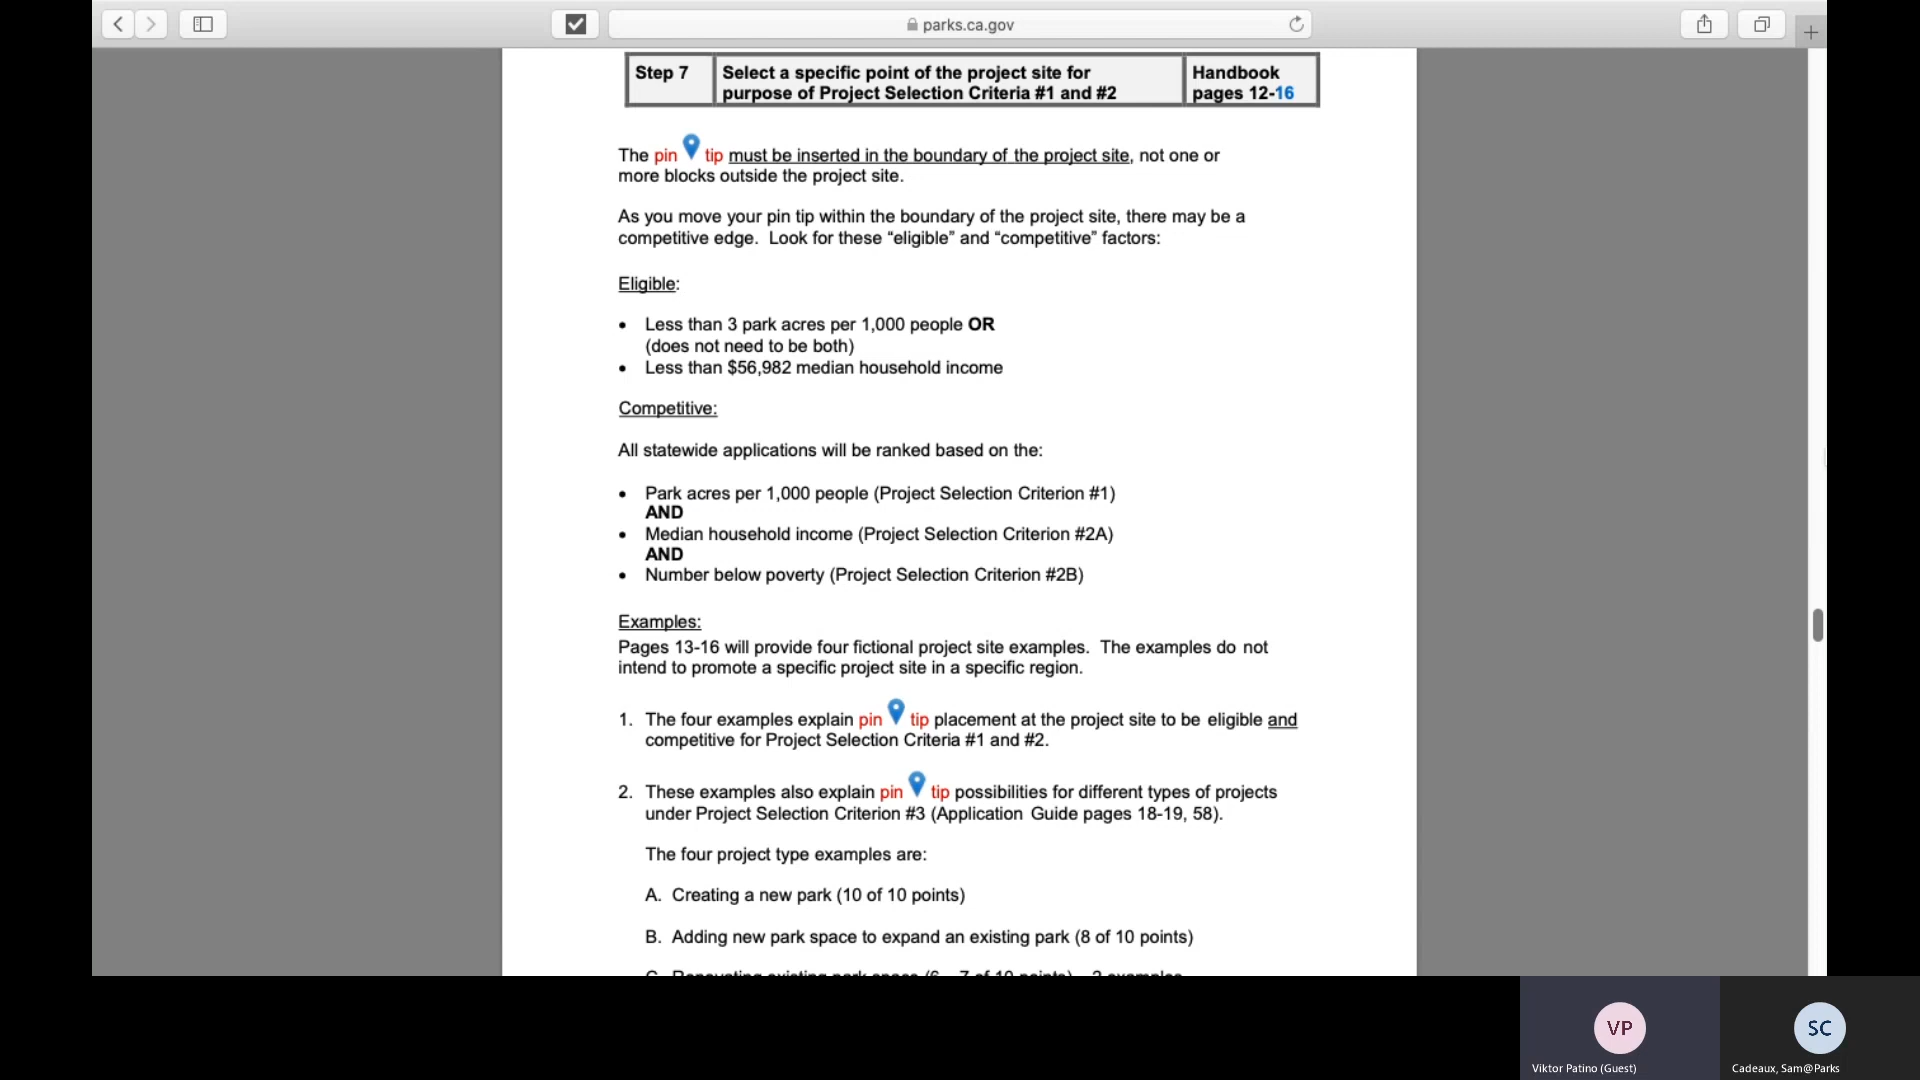 parks.ca.gov
Step 7
Select a specific point of the project site for
purpose of Project Selection Criteria #1 and #2
Handbook
pages 12-16
The pin tip must be inserted in the boundary of the project site, not one or
more blocks outside the project site.
As you move your pin tip within the boundary of the project site, there may be a
competitive edge. Look for these “eligible” and “competitive” factors:
Eligible:
• Less than 3 park acres per 1,000 people OR
(does not need to be both)
• Less than $56,982 median household income
Competitive:
All statewide applications will be ranked based on the:
• Park acres per 1,000 people (Project Selection Criterion #1)
AND
• Median household income (Project Selection Criterion #2A)
AND
• Number below poverty (Project Selection Criterion #2B)
Examples:
Pages 13-16 will provide four fictional project site examples. The examples do not
intend to promote a specific project site in a specific region.
1. The four examples explain pin tip placement at the project site to be eligible and
competitive for Project Selection Criteria #1 and #2.
2. These examples also explain pin tip possibilities for different types of projects
under Project Selection Criterion #3 (Application Guide pages 18-19, 58).
The four project type examples are:
A. Creating a new park (10 of 10 points)
B. Adding new park space to expand an existing park (8 of 10 points)
C. Renovating existing park space (6 – 7 of 10 points) – 2 examples
VP
SC
Viktor Patino (Guest)
Cadeaux, Sam@Parks